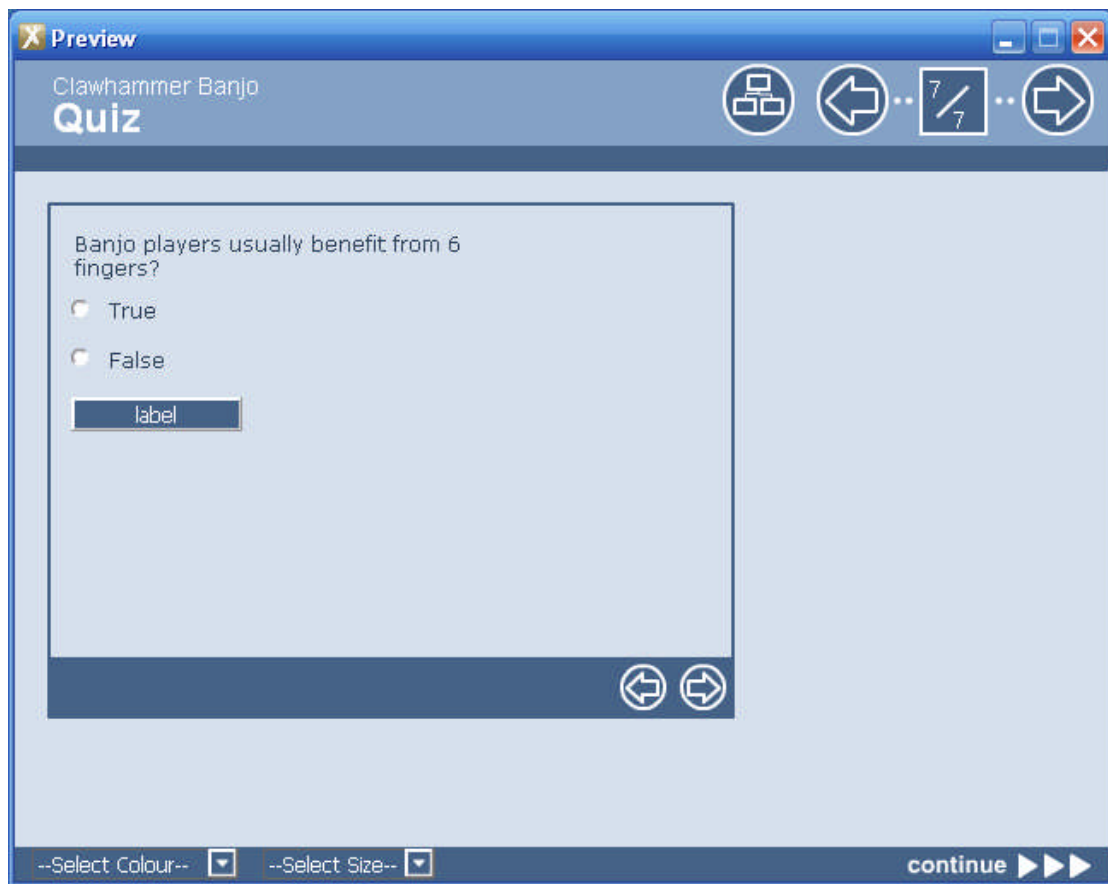 Preview
Clawhammer Banjo
Quiz
7/7
Banjo players usually benefit from 6
fingers?
True
False
label
--Select Colour--
--Select Size--
continue